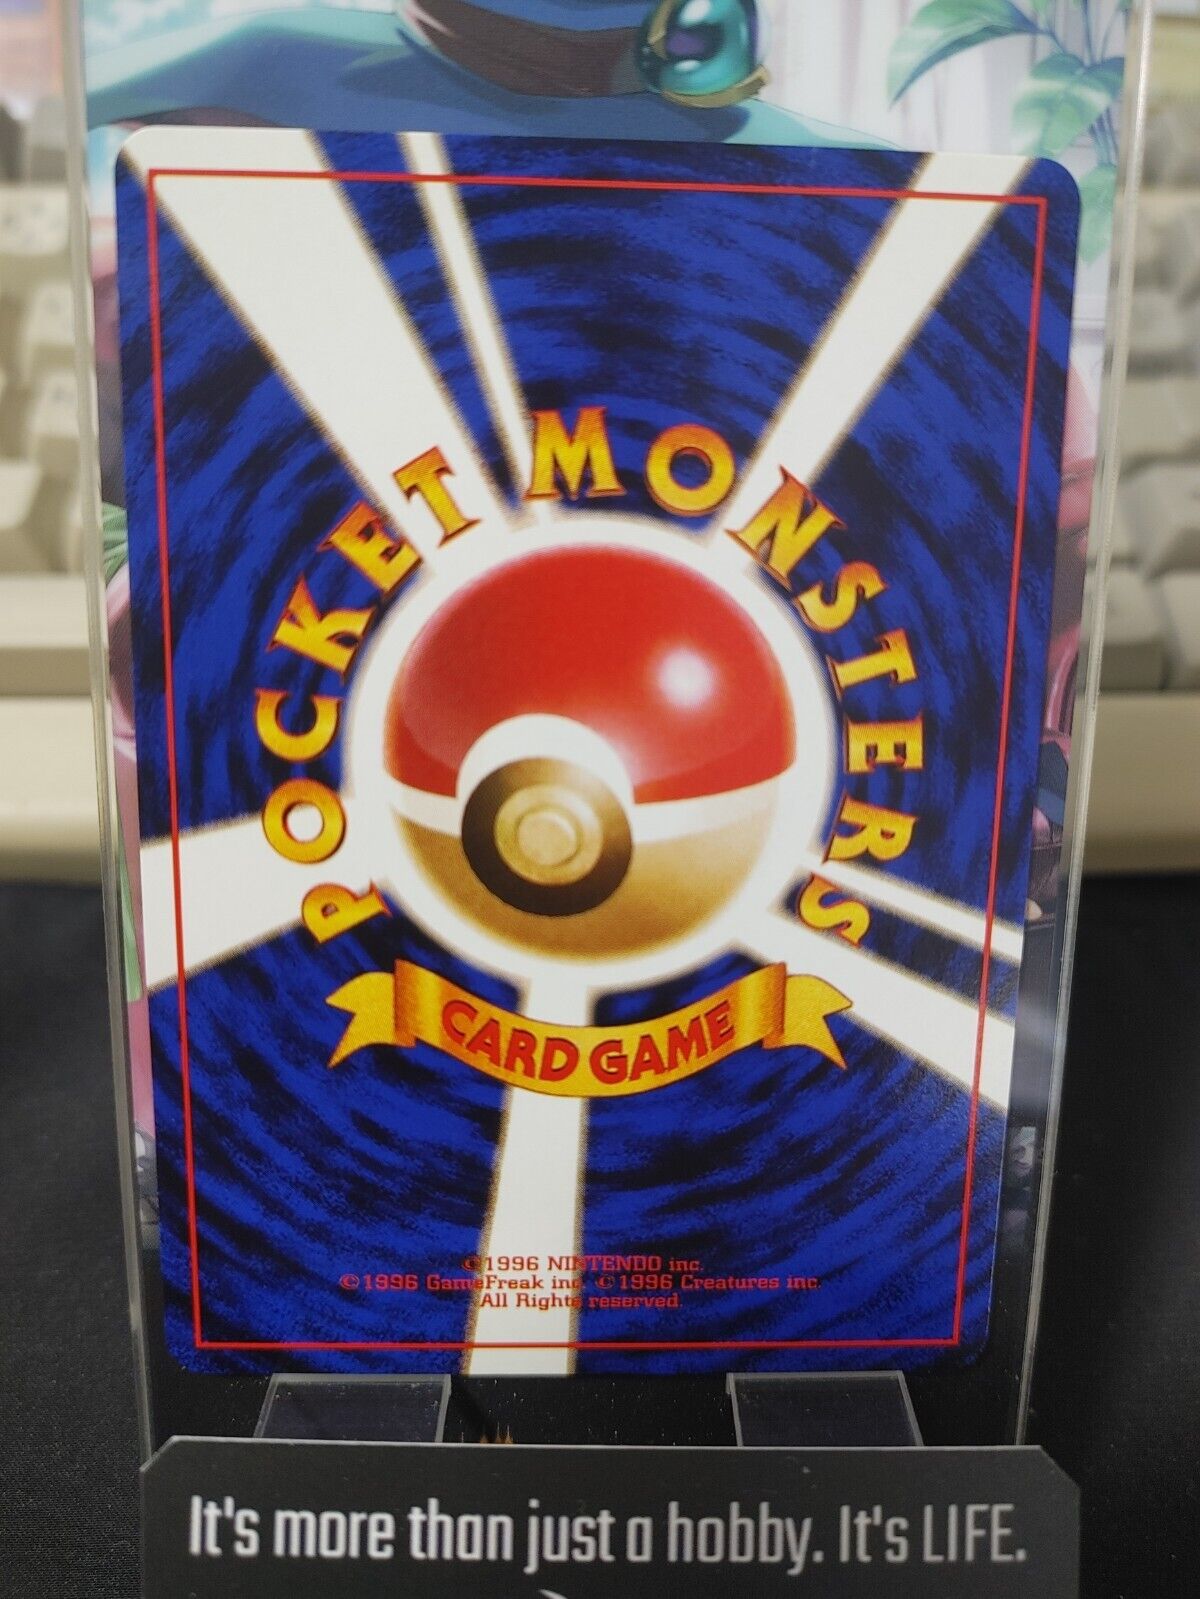 POCKET MONSTERS
CARD GAME
©1996 NINTENDO inc.
©1996 GameFreak inc. ©1996 Creatures inc.
All Rights reserved.
It's more than just a hobby. It's LIFE.